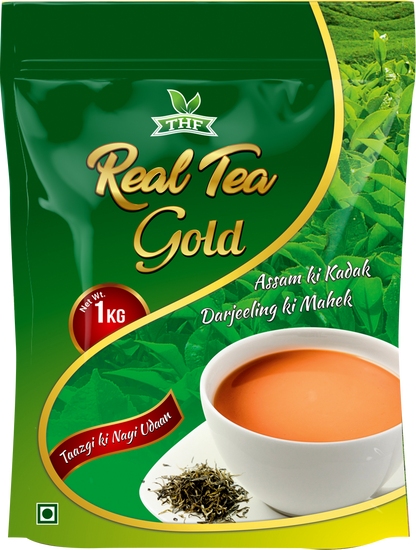 THF
Real Tea
Gold
Assam ki Kadak
Darjeeling ki Mahek
Net Wt.
1KG
Taazgi ki Nayi Udaan